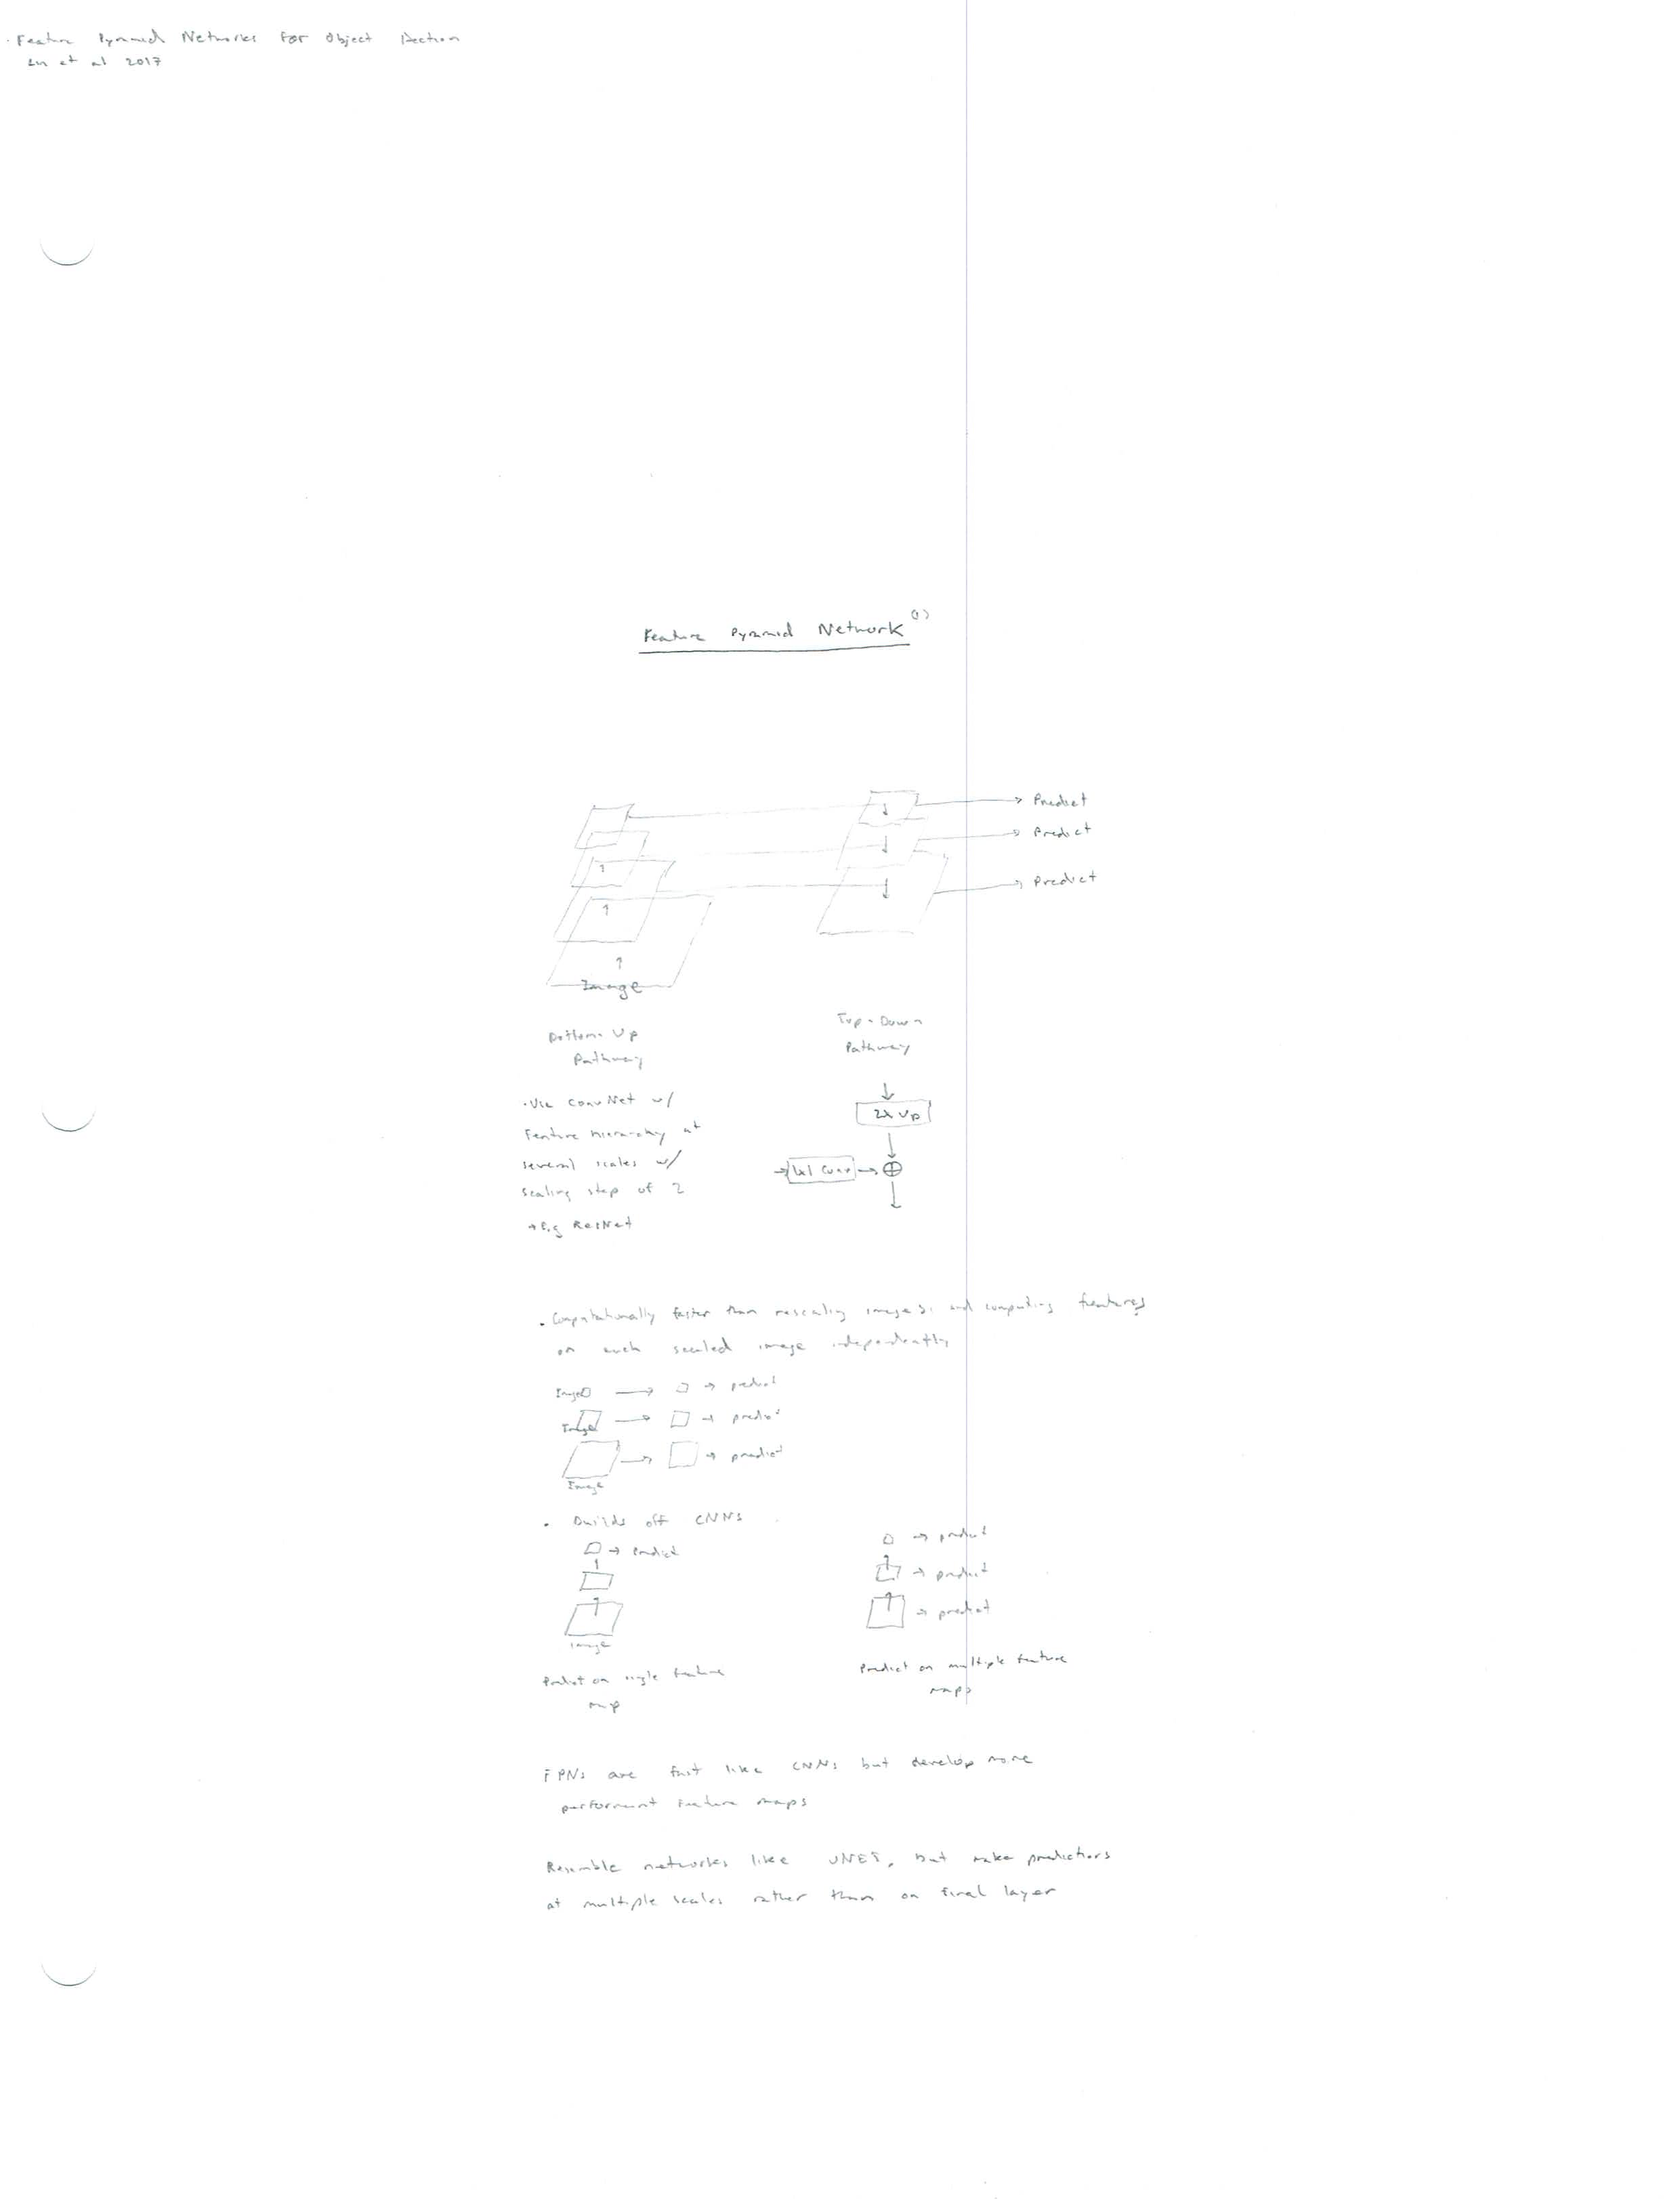 · Feature Pyramid Networks for Object Dection
Lin et al 2017
Feature Pyramid Network (1)
→ Predict
→ Predict
→ Predict
Image
Bottom-Up
Pathway
Top-Down
Pathway
· Via ConvNet w/
Feature hierarchy at
several scales w/
scaling step of 2
→ E.g ResNet
2x Up
→ 1x1 Conv → ⊕
· Computationally faster than rescaling images and computing features
on each scaled image independently
Image → → predict
Image → → predict
→ → predict
Image
· Builds off CNNs
→ Predict
Image
→ predict
→ predict
→ predict
Predict on single feature
map
Predict on multiple feature
maps
FPNs are fast like CNNs but develop more
performant feature maps
Resemble networks like UNET, but make predictions
at multiple scales rather than on final layer